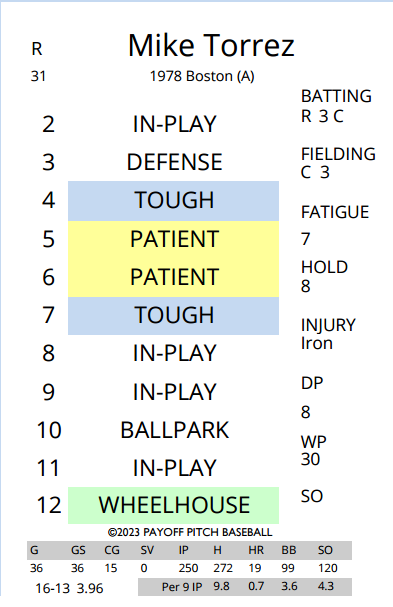 R Mike Torrez
31 1978 Boston (A)
BATTING
R 3 C
2 IN-PLAY
3 DEFENSE
FIELDING
C 3
4 TOUGH
FATIGUE
7
5 PATIENT
6 PATIENT
HOLD
8
7 TOUGH
INJURY
Iron
8 IN-PLAY
9 IN-PLAY
DP
8
10 BALLPARK
WP
30
11 IN-PLAY
12 WHEELHOUSE
SO
©2023 PAYOFF PITCH BASEBALL
G GS CG SV IP H HR BB SO
36 36 15 0 250 272 19 99 120
16-13 3.96 Per 9 IP 9.8 0.7 3.6 4.3